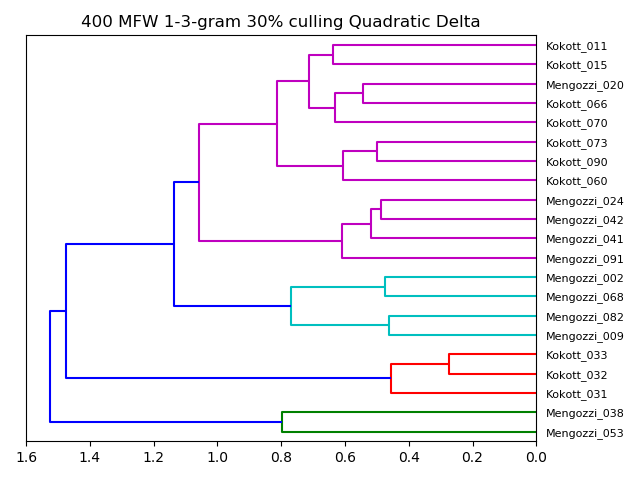 400 MFW 1-3-gram 30% culling Quadratic Delta
Kokott_011
Kokott_015
Mengozzi_020
Kokott_066
Kokott_070
Kokott_073
Kokott_090
Kokott_060
Mengozzi_024
Mengozzi_042
Mengozzi_041
Mengozzi_091
Mengozzi_002
Mengozzi_068
Mengozzi_082
Mengozzi_009
Kokott_033
Kokott_032
Kokott_031
Mengozzi_038
Mengozzi_053
1.6 1.4 1.2 1.0 0.8 0.6 0.4 0.2 0.0